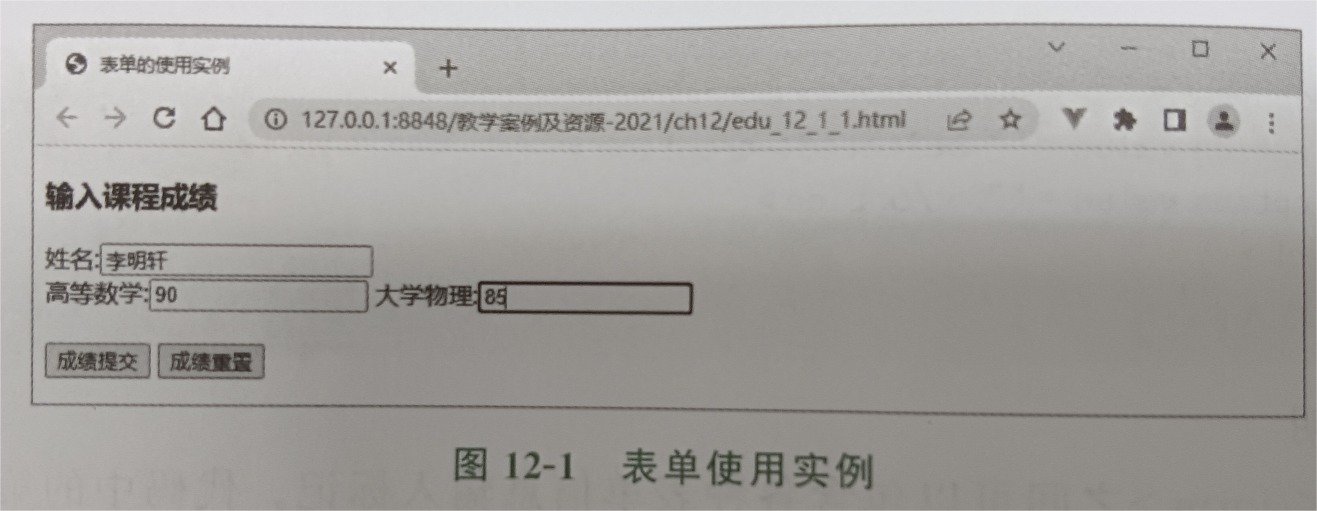 表单的使用实例
127.0.0.1:8848/教学案例及资源-2021/ch12/edu_12_1_1.html
输入课程成绩
姓名:李明轩
高等数学:90 大学物理:85
成绩提交 成绩重置
图 12-1 表单使用实例